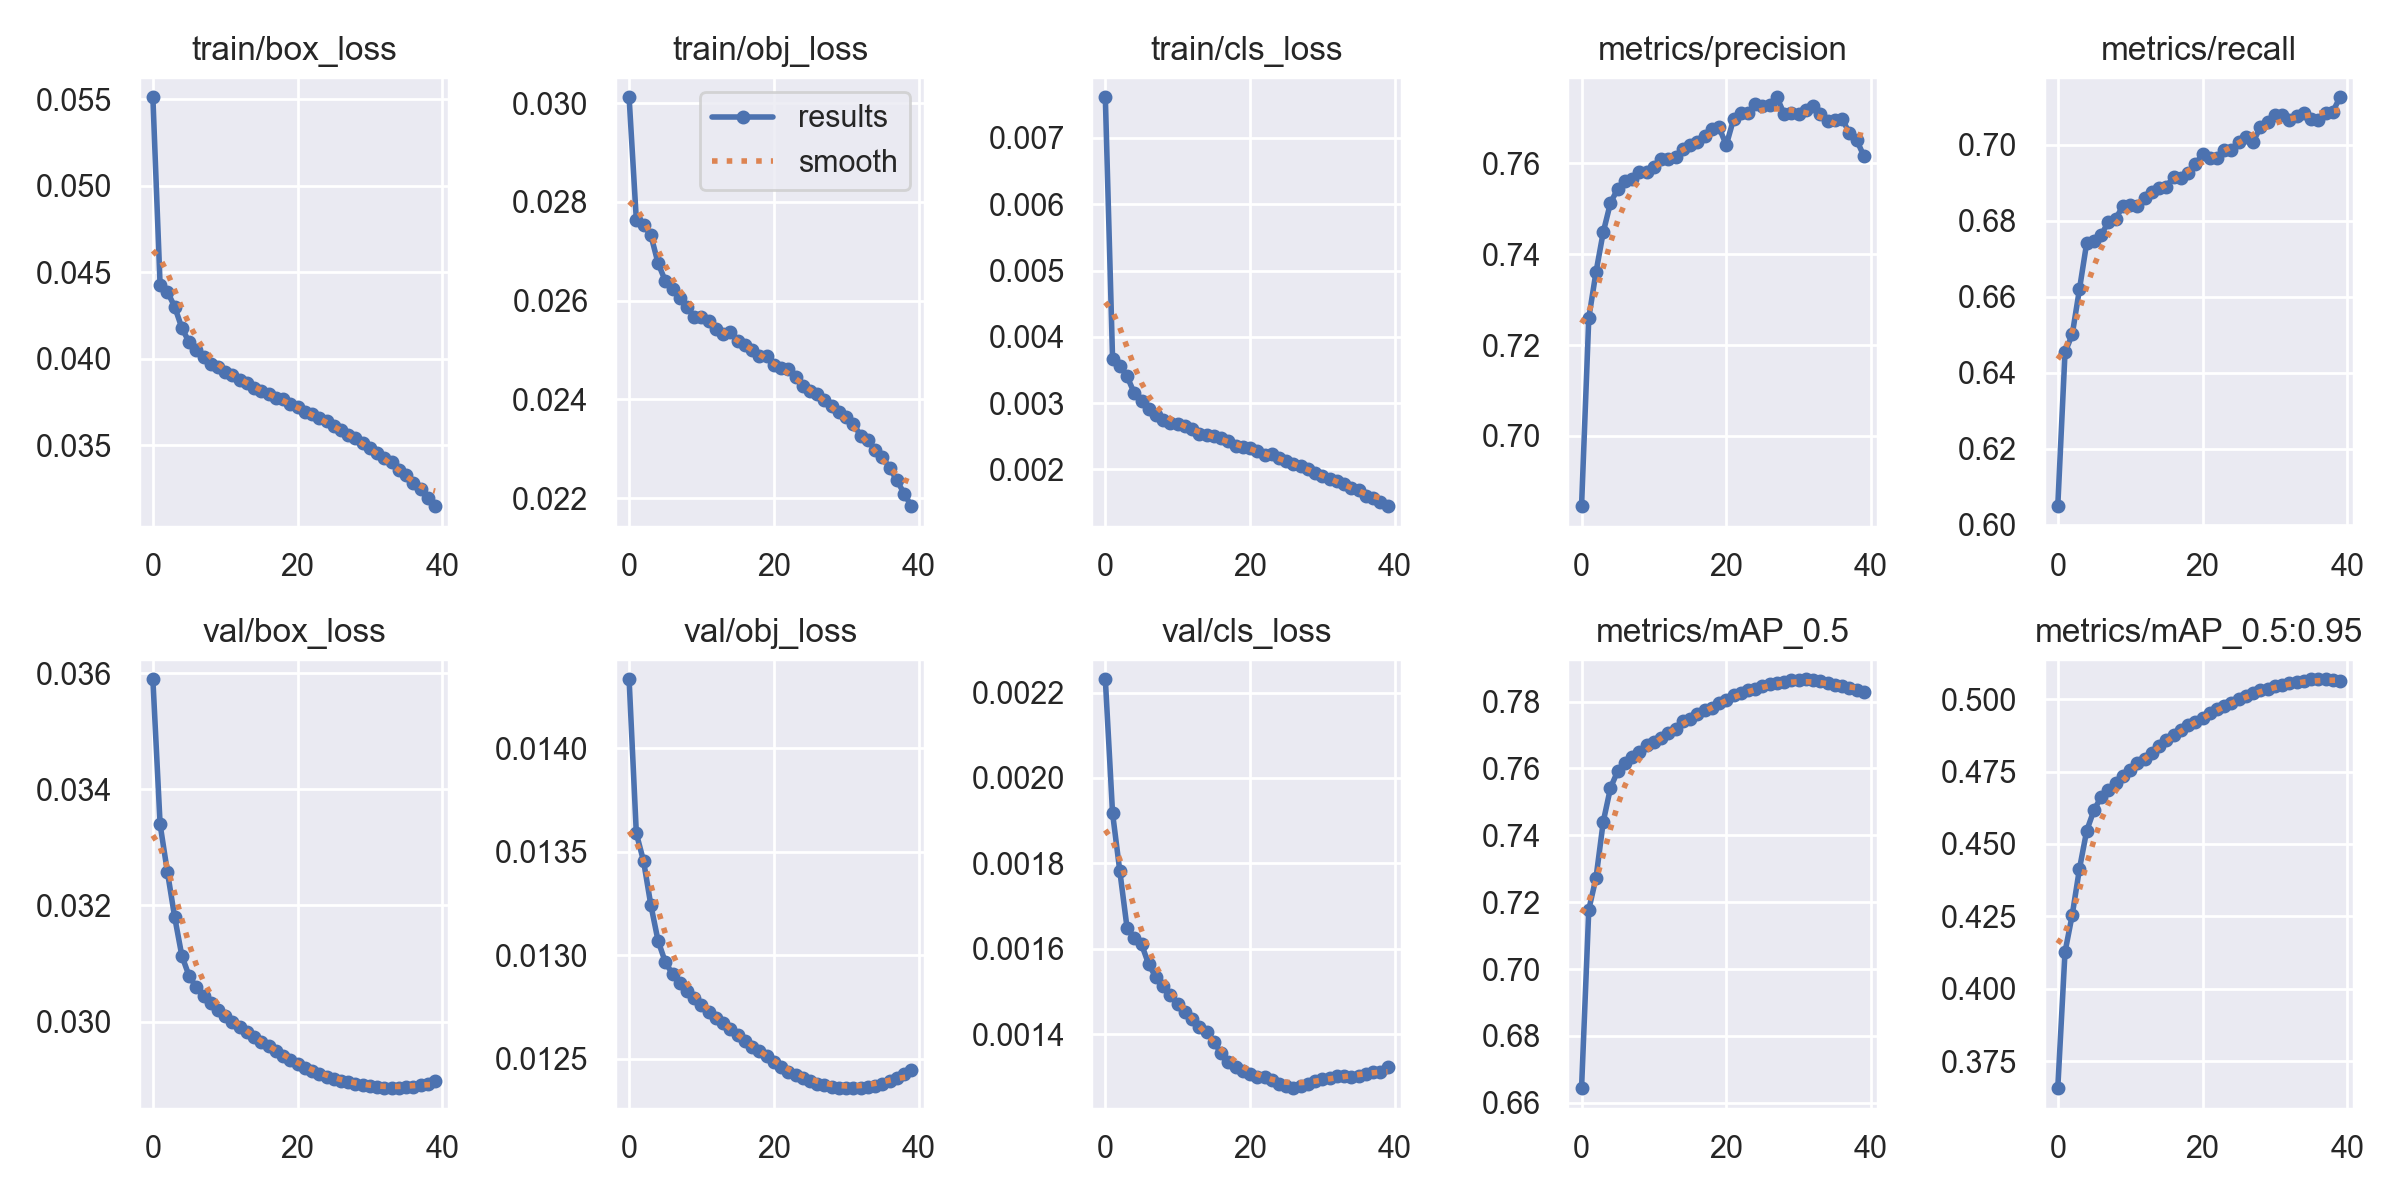 train/box_loss
0.055
0.050
0.045
0.040
0.035
0 20 40
train/obj_loss
results
smooth
0.030
0.028
0.026
0.024
0.022
0 20 40
train/cls_loss
0.007
0.006
0.005
0.004
0.003
0.002
0 20 40
metrics/precision
0.76
0.74
0.72
0.70
0 20 40
metrics/recall
0.70
0.68
0.66
0.64
0.62
0.60
0 20 40
val/box_loss
0.036
0.034
0.032
0.030
0 20 40
val/obj_loss
0.0140
0.0135
0.0130
0.0125
0 20 40
val/cls_loss
0.0022
0.0020
0.0018
0.0016
0.0014
0 20 40
metrics/mAP_0.5
0.78
0.76
0.74
0.72
0.70
0.68
0.66
0 20 40
metrics/mAP_0.5:0.95
0.500
0.475
0.450
0.425
0.400
0.375
0 20 40